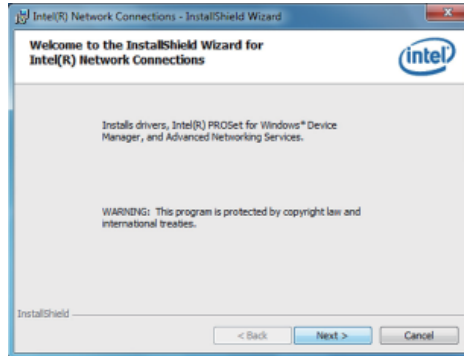 Intel(R) Network Connections - InstallShield Wizard
Welcome to the InstallShield Wizard for
Intel(R) Network Connections
intel
Installs drivers, Intel(R) PROSet for Windows* Device
Manager, and Advanced Networking Services.
WARNING: This program is protected by copyright law and
international treaties.
InstallShield
< Back Next > Cancel